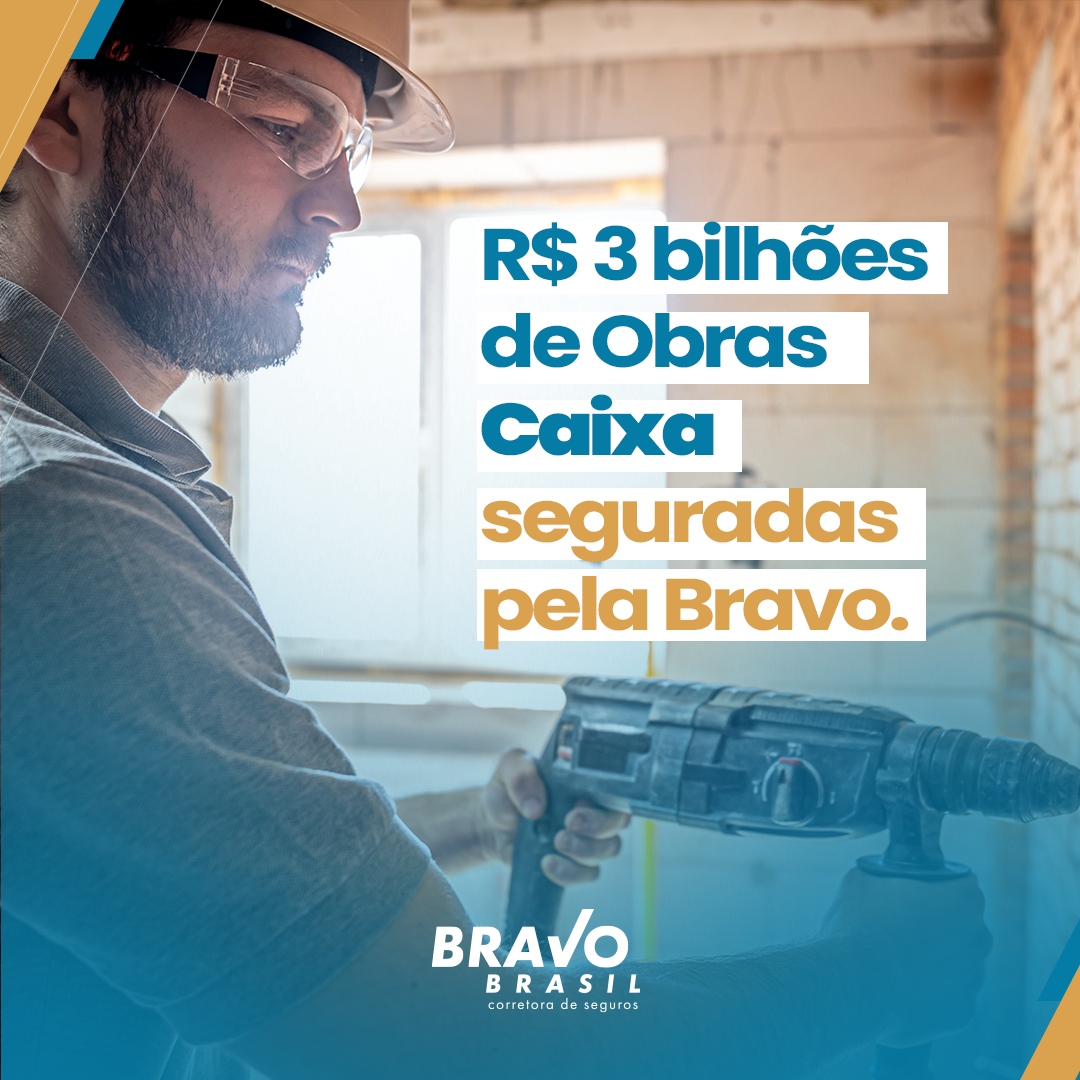 R$ 3 bilhões
de Obras
Caixa
seguradas
pela Bravo.
BRAVO
BRASIL
corretora de seguros